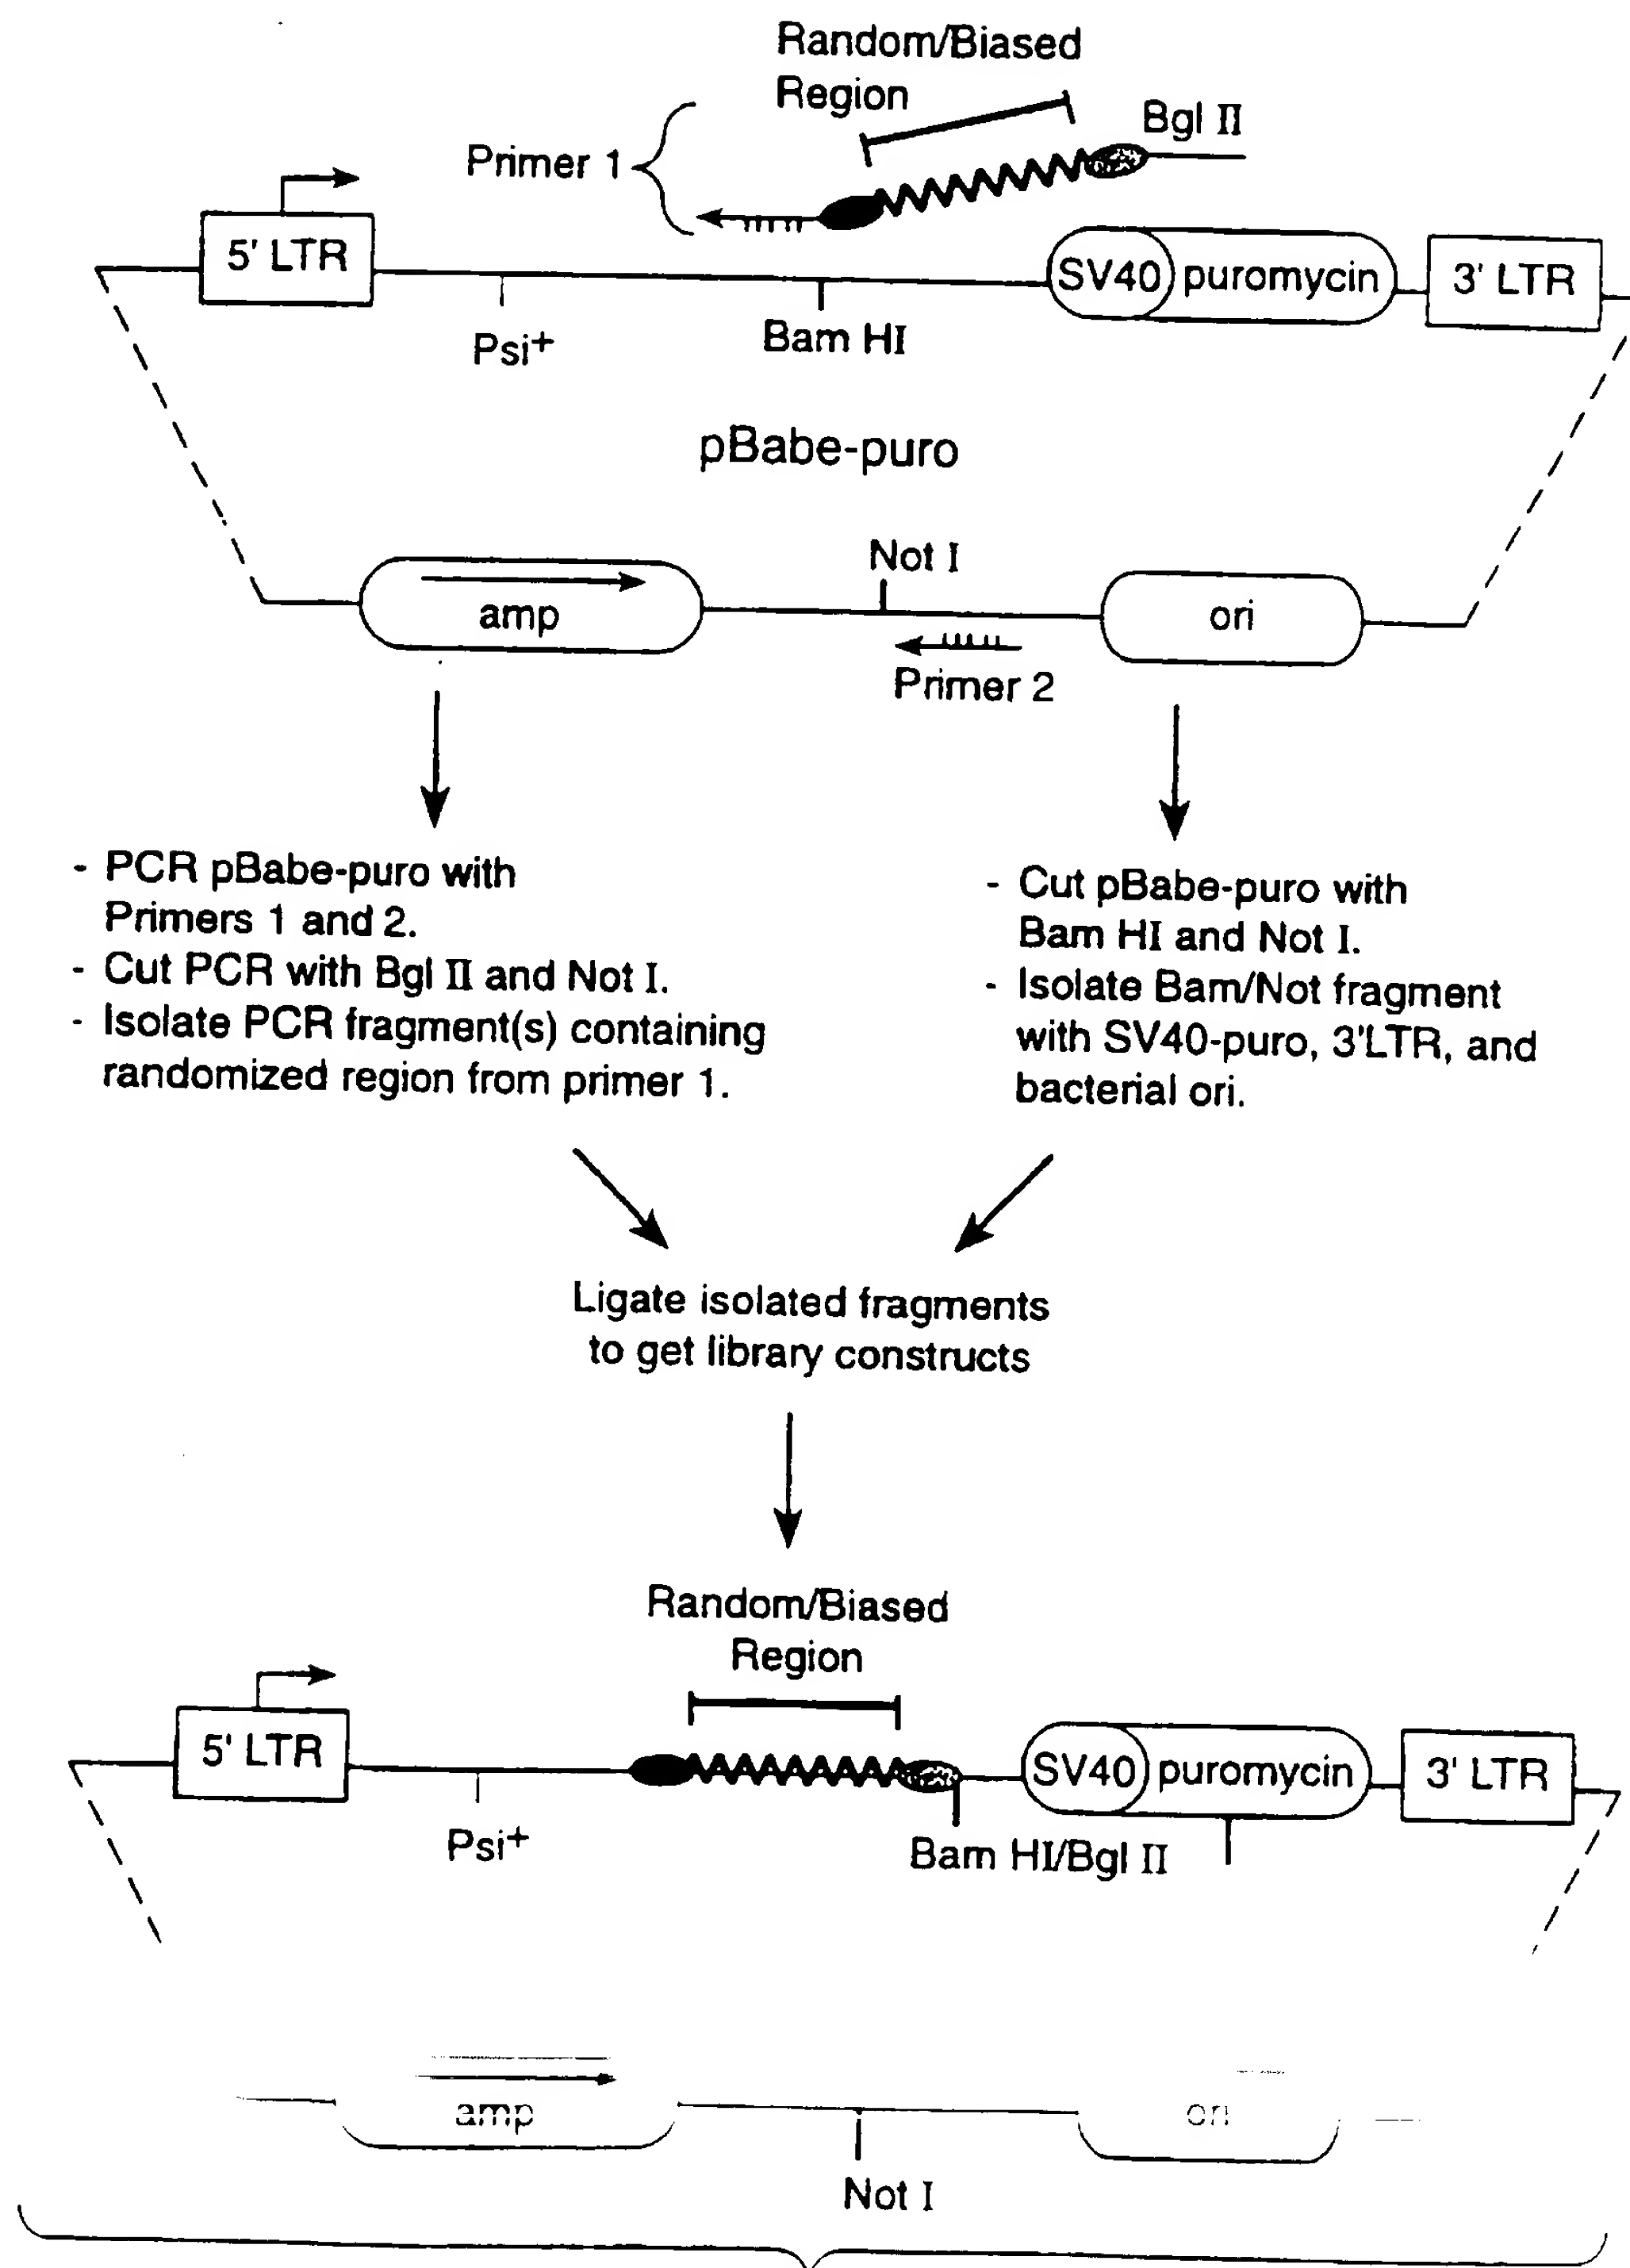 Random/Biased
Region
Bgl II
Primer 1
5' LTR
SV40 puromycin
3' LTR
Psi+
Bam HI
pBabe-puro
Not I
amp
ori
Primer 2
- PCR pBabe-puro with
Primers 1 and 2.
- Cut PCR with Bgl II and Not I.
- Isolate PCR fragment(s) containing
randomized region from primer 1.
- Cut pBabe-puro with
Bam HI and Not I.
- Isolate Bam/Not fragment
with SV40-puro, 3'LTR, and
bacterial ori.
Ligate isolated fragments
to get library constructs
Random/Biased
Region
5' LTR
SV40 puromycin
3' LTR
Psi+
Bam HI/Bgl II
amp
ori
Not I